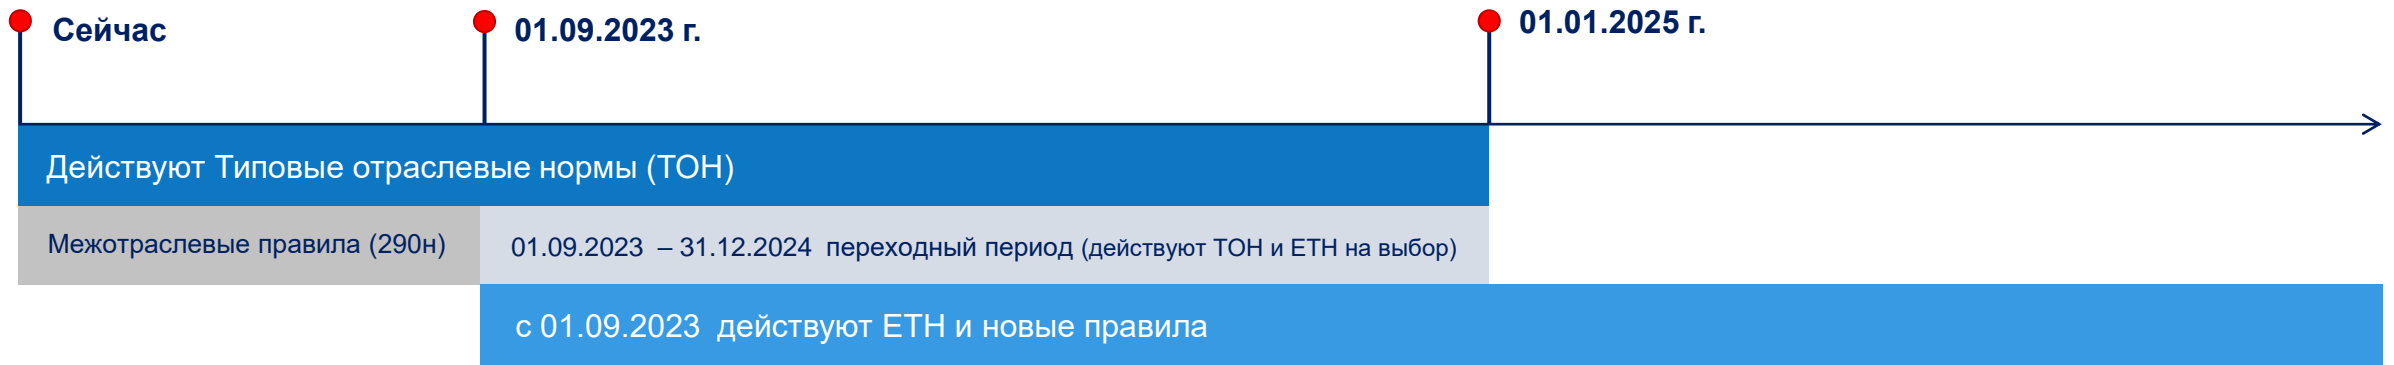 Сейчас
01.09.2023 г.
01.01.2025 г.
Действуют Типовые отраслевые нормы (ТОН)
Межотраслевые правила (290н)
01.09.2023 – 31.12.2024 переходный период (действуют ТОН и ЕТН на выбор)
с 01.09.2023 действуют ЕТН и новые правила